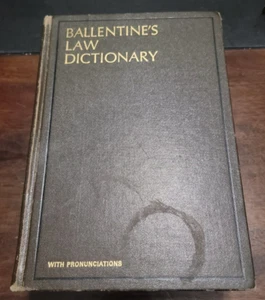 BALLENTINE'S
LAW
DICTIONARY
WITH PRONUNCIATIONS